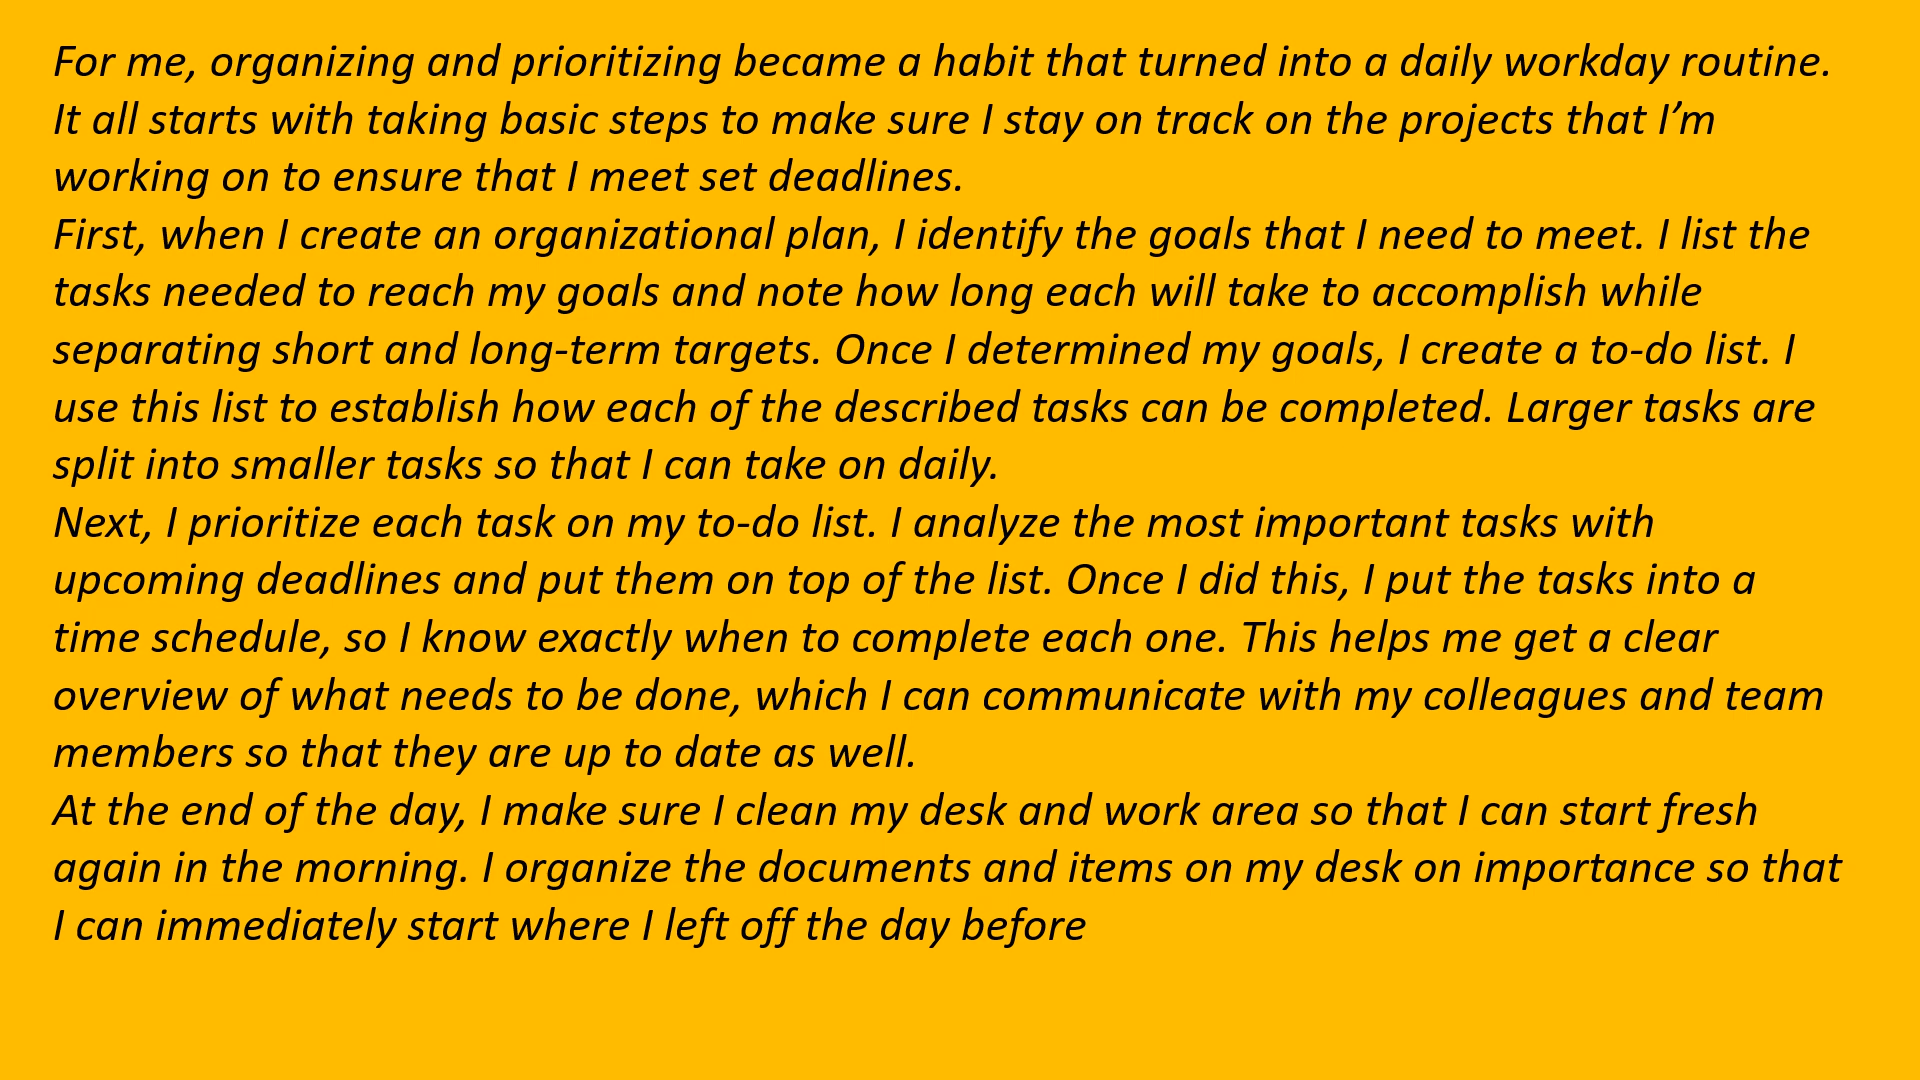 For me, organizing and prioritizing became a habit that turned into a daily workday routine.
It all starts with taking basic steps to make sure I stay on track on the projects that I’m
working on to ensure that I meet set deadlines.
First, when I create an organizational plan, I identify the goals that I need to meet. I list the
tasks needed to reach my goals and note how long each will take to accomplish while
separating short and long-term targets. Once I determined my goals, I create a to-do list. I
use this list to establish how each of the described tasks can be completed. Larger tasks are
split into smaller tasks so that I can take on daily.
Next, I prioritize each task on my to-do list. I analyze the most important tasks with
upcoming deadlines and put them on top of the list. Once I did this, I put the tasks into a
time schedule, so I know exactly when to complete each one. This helps me get a clear
overview of what needs to be done, which I can communicate with my colleagues and team
members so that they are up to date as well.
At the end of the day, I make sure I clean my desk and work area so that I can start fresh
again in the morning. I organize the documents and items on my desk on importance so that
I can immediately start where I left off the day before